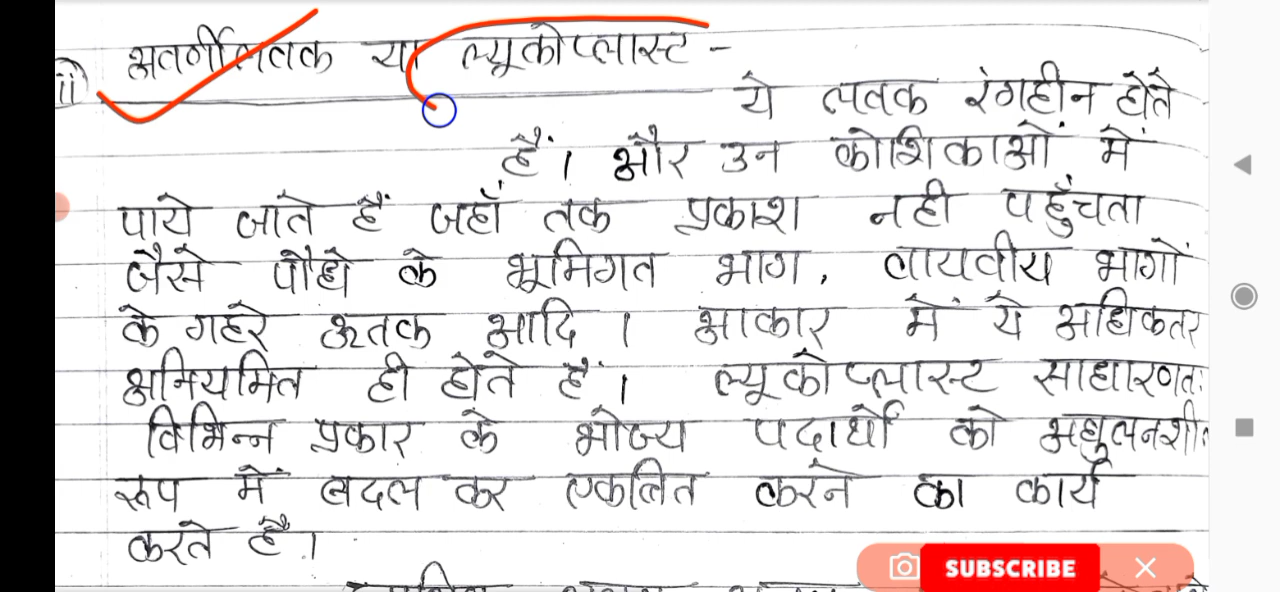 ii) अवर्णीलवक या ल्यूकोप्लास्ट -
ये लवक रंगहीन होते
हैं। और उन कोशिकाओं में
पाये जाते हैं जहाँ तक प्रकाश नही पहुँचता
जैसे पौधे के भूमिगत भाग, वायवीय भागों
के गहरे ऊतक आदि । आकार में ये अधिकतर
अनियमित ही होते हैं। ल्यूकोप्लास्ट साधारणतः
विभिन्न प्रकार के भोज्य पदार्थों को अघुलनशी
रूप में बदल कर एकत्रित करने का कार्य
करते हैं।
SUBSCRIBE